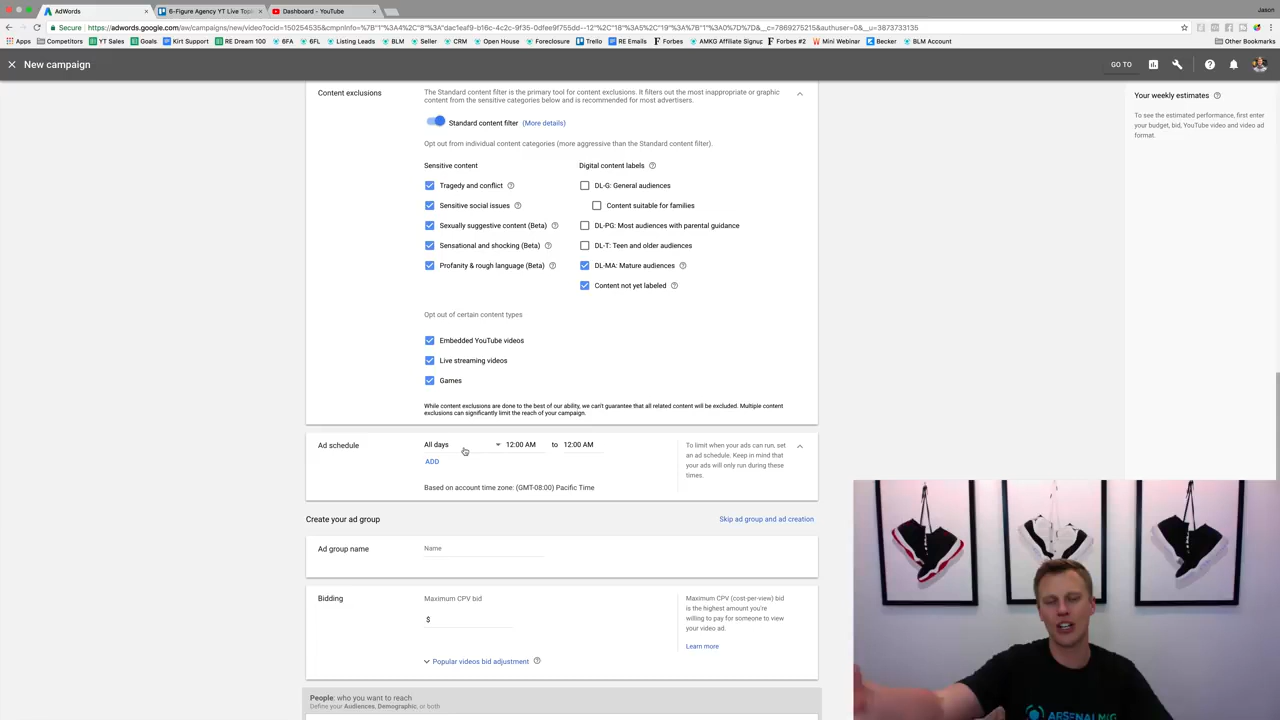 AdWords
6-Figure Agency YT Live Topi
Dashboard - YouTube
Jason
Secure
https://adwords.google.com/aw/campaigns/new/video?ocid=150245
Apps
Competitors
YT Sales
Goals
RE Dream 100
6FA
6FL
Listing Leads
BLM
Seller
CRM
Open House
Foreclosure
Trello
RE Emails
Forbes
AMKG Affiliate Signup
Forbes #2
Mini Webinar
Becker
BLM Account
Kirt Support
Other Bookmarks
New campaign
GO TO
Content exclusions
The Standard content filter is the primary tool for content exclusions. It filters out the most inappropriate or graphic
content from the sensitive categories below and is recommended for most advertisers.
Standard content filter (More details)
Opt out from individual content categories (more aggressive than the Standard content filter).
Sensitive content
Digital content labels
Tragedy and conflict
DL-G: General audiences
Sensitive social issues
Content suitable for families
Sexually suggestive content (Beta)
DL-PG: Most audiences with parental guidance
Sensational and shocking (Beta)
DL-T: Teen and older audiences
Profanity & rough language (Beta)
DL-MA: Mature audiences
Content not yet labeled
Opt out of certain content types
Embedded YouTube videos
Live streaming videos
Games
While content exclusions are done to the best of our ability, we can't guarantee that all related content will be excluded. Multiple content
exclusions can significantly limit the reach of your campaign.
Your weekly estimates
To see the estimated performance, first enter
your budget, bid, YouTube video and video ad
format.
Ad schedule
All days
12:00 AM to 12:00 AM
ADD
Based on account time zone: (GMT-08:00) Pacific Time
To limit when your ads can run, set
an ad schedule. Keep in mind that
your ads will only run during these
times.
Create your ad group
Skip ad group and ad creation
Ad group name
Name
Bidding
Maximum CPV bid
$
Popular videos bid adjustment
Maximum CPV (cost-per-view) bid
is the highest amount you're
willing to pay for someone to view
your video ad.
Learn more
People: who you want to reach
Define your Audiences, Demographic, or both
ARSENALMKG